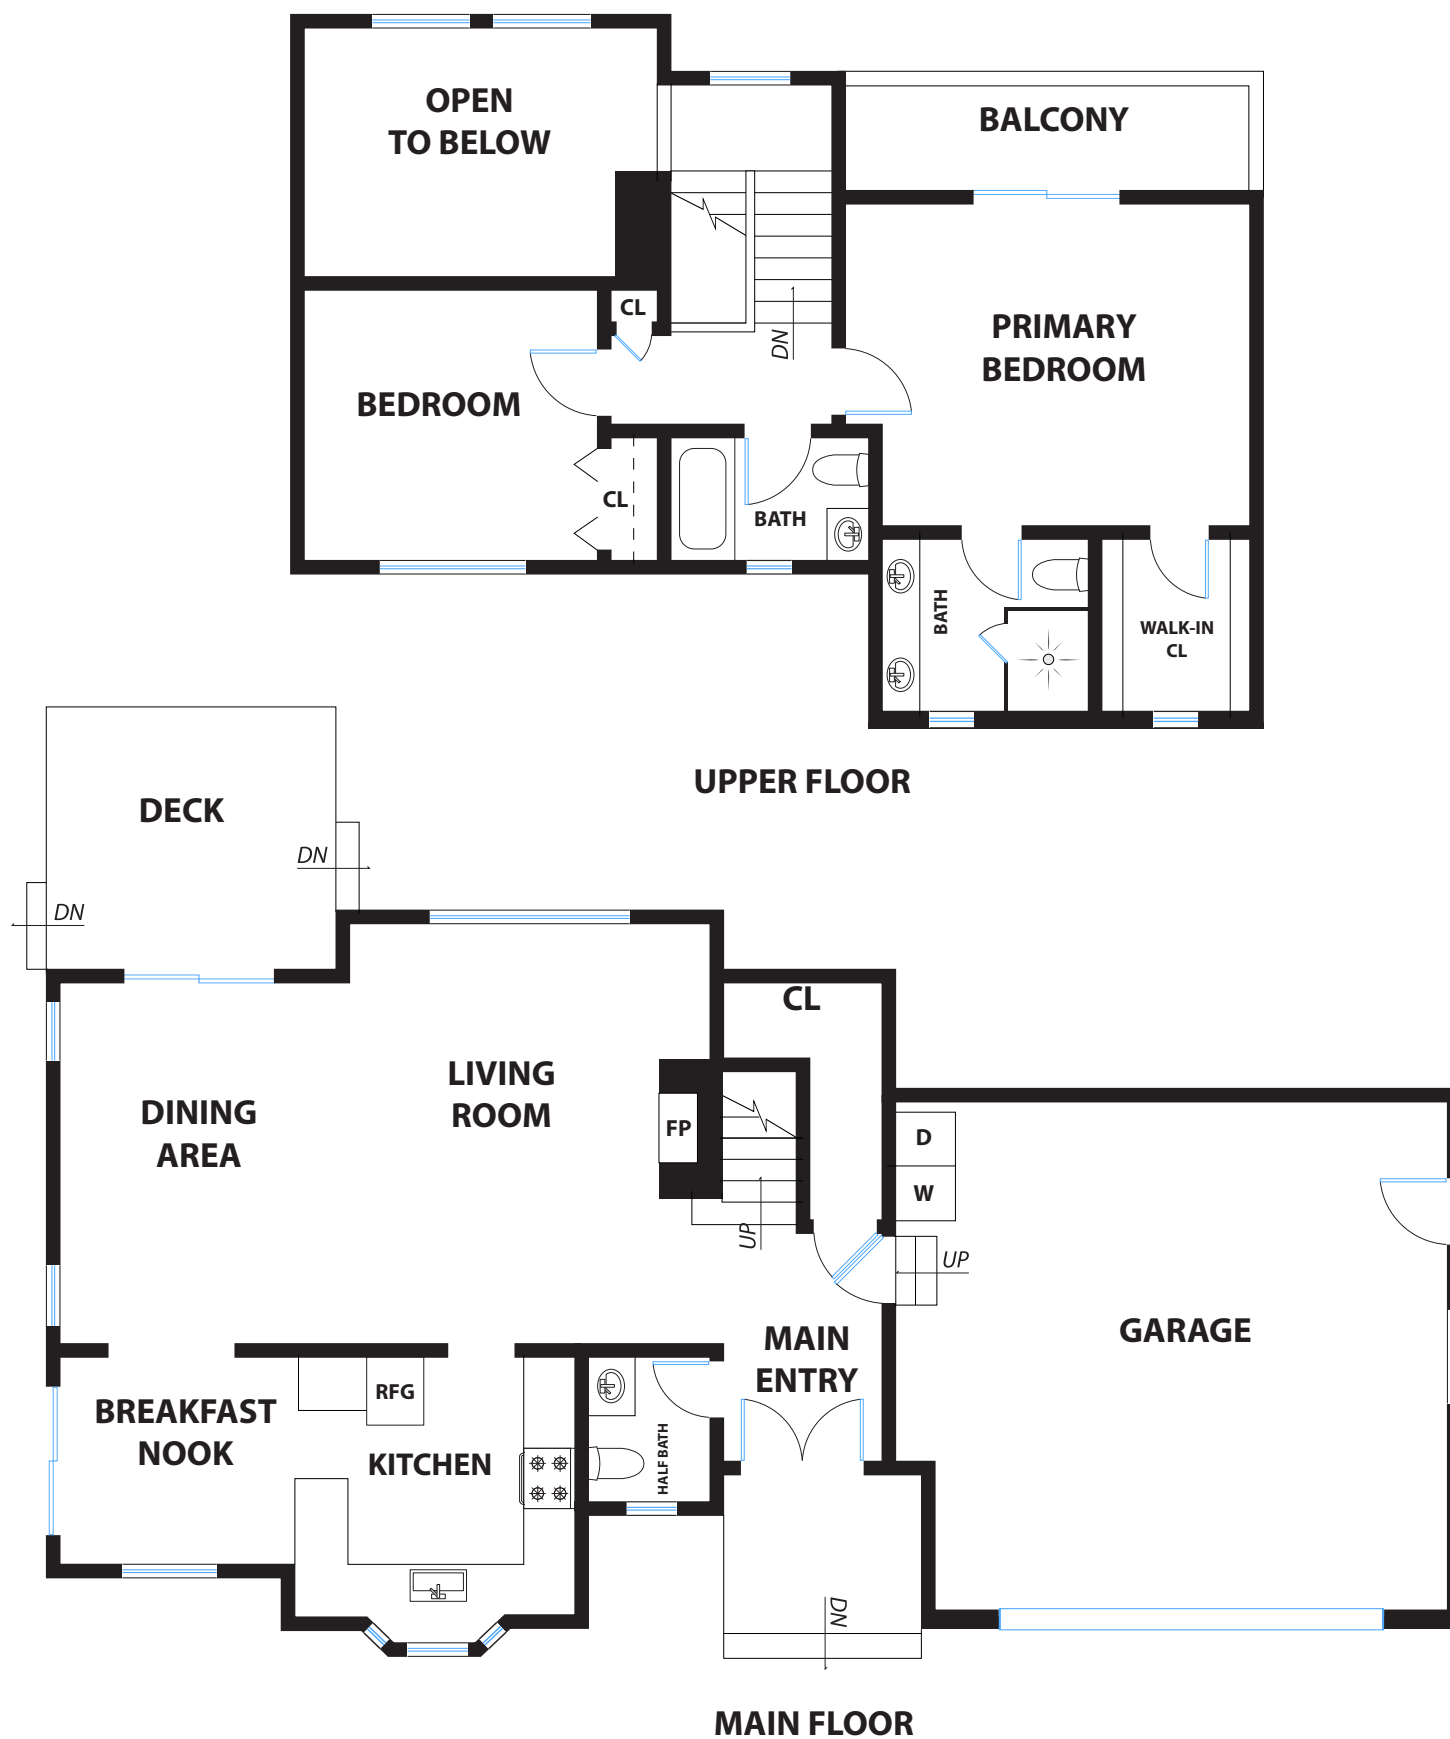 OPEN
TO BELOW
BALCONY
CL
DN
PRIMARY
BEDROOM
BEDROOM
CL
BATH
BATH
WALK-IN
CL
UPPER FLOOR
DECK
DN
DN
CL
LIVING
ROOM
DINING
AREA
FP
D
W
UP
UP
GARAGE
MAIN
ENTRY
RFG
BREAKFAST
NOOK
KITCHEN
HALF BATH
DN
MAIN FLOOR